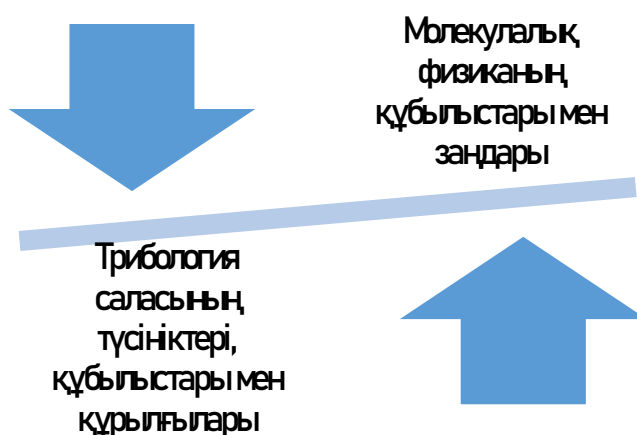 Молекулалық
физиканың
құбылыстары мен
заңдары
Трибология
саласының
түсініктері,
құбылыстары мен
құрылғылары